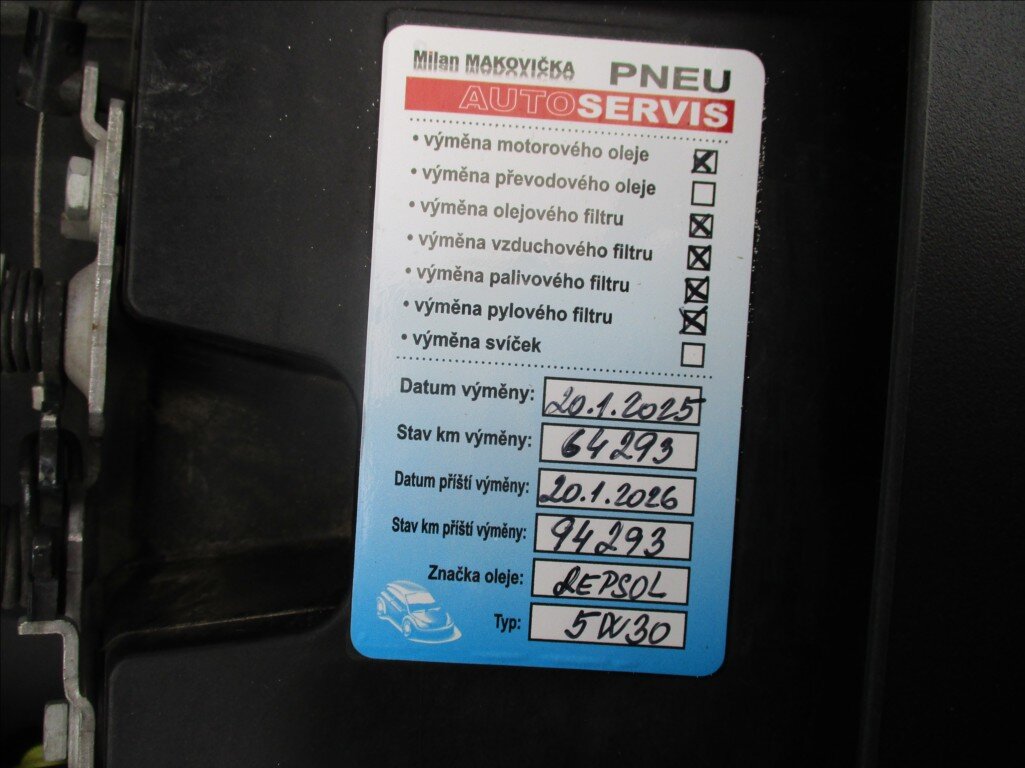 Milan MAKOVIČKA PNEU
AUTOSERVIS
• výměna motorového oleje
• výměna převodového oleje
• výměna olejového filtru
• výměna vzduchového filtru
• výměna palivového filtru
• výměna pylového filtru
• výměna svíček
Datum výměny: 20.1.2025
Stav km výměny: 64293
Datum příští výměny: 20.1.2026
Stav km příští výměny: 94293
Značka oleje: REPSOL
Typ: 5W30